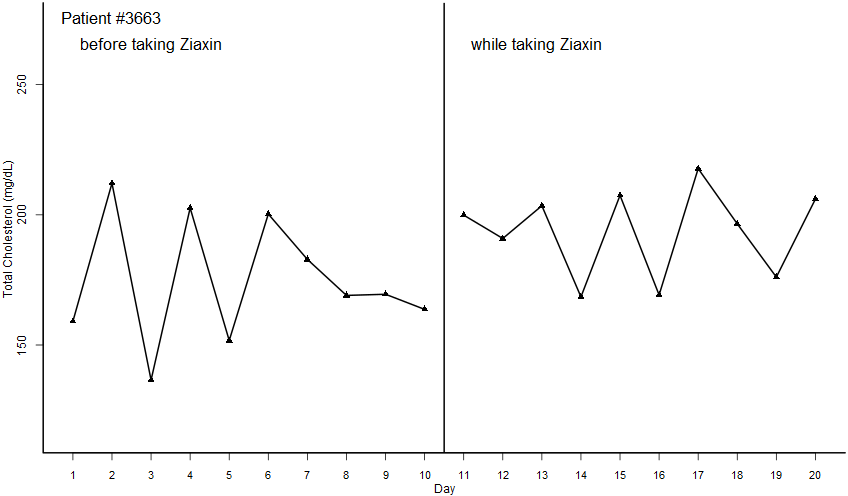 Patient #3663
before taking Ziaxin
while taking Ziaxin
Total Cholesterol (mg/dL)
250
200
150
1 2 3 4 5 6 7 8 9 10 11 12 13 14 15 16 17 18 19 20
Day